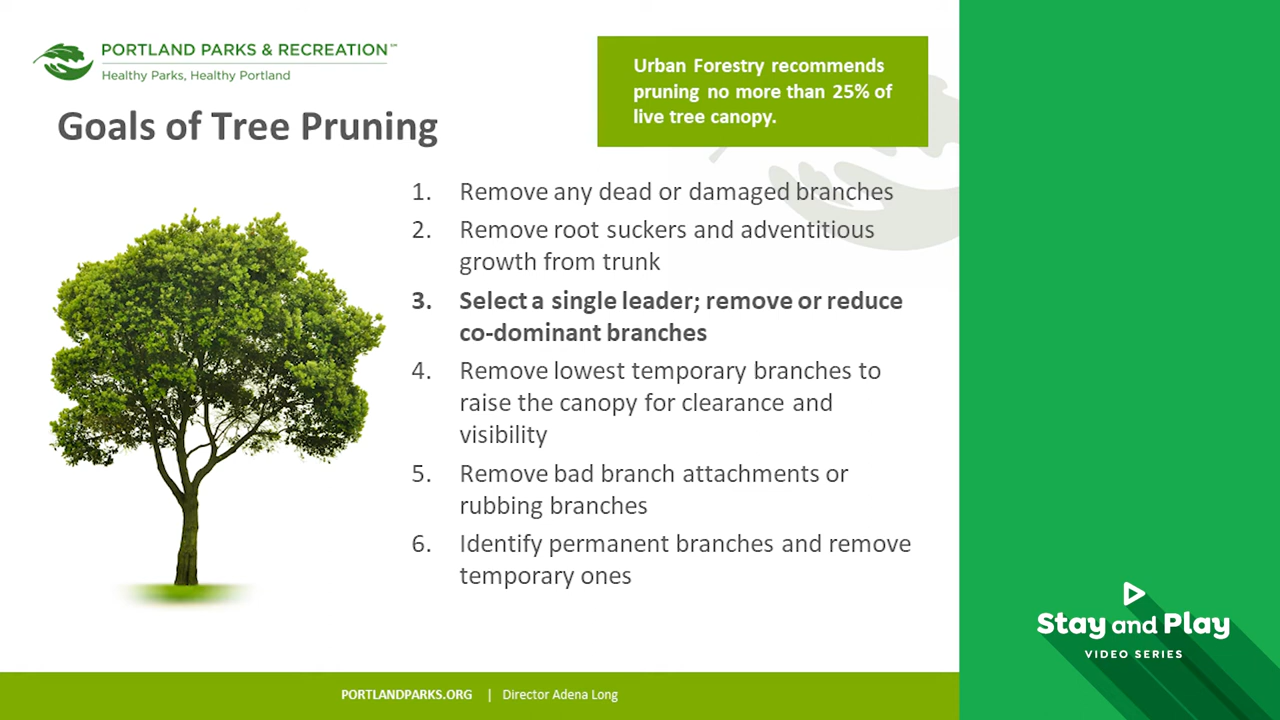 PORTLAND PARKS & RECREATION℠
Healthy Parks, Healthy Portland
Urban Forestry recommends
pruning no more than 25% of
live tree canopy.
Goals of Tree Pruning
1. Remove any dead or damaged branches
2. Remove root suckers and adventitious
growth from trunk
3. Select a single leader; remove or reduce
co-dominant branches
4. Remove lowest temporary branches to
raise the canopy for clearance and
visibility
5. Remove bad branch attachments or
rubbing branches
6. Identify permanent branches and remove
temporary ones
Stay and Play
VIDEO SERIES
PORTLANDPARKS.ORG | Director Adena Long